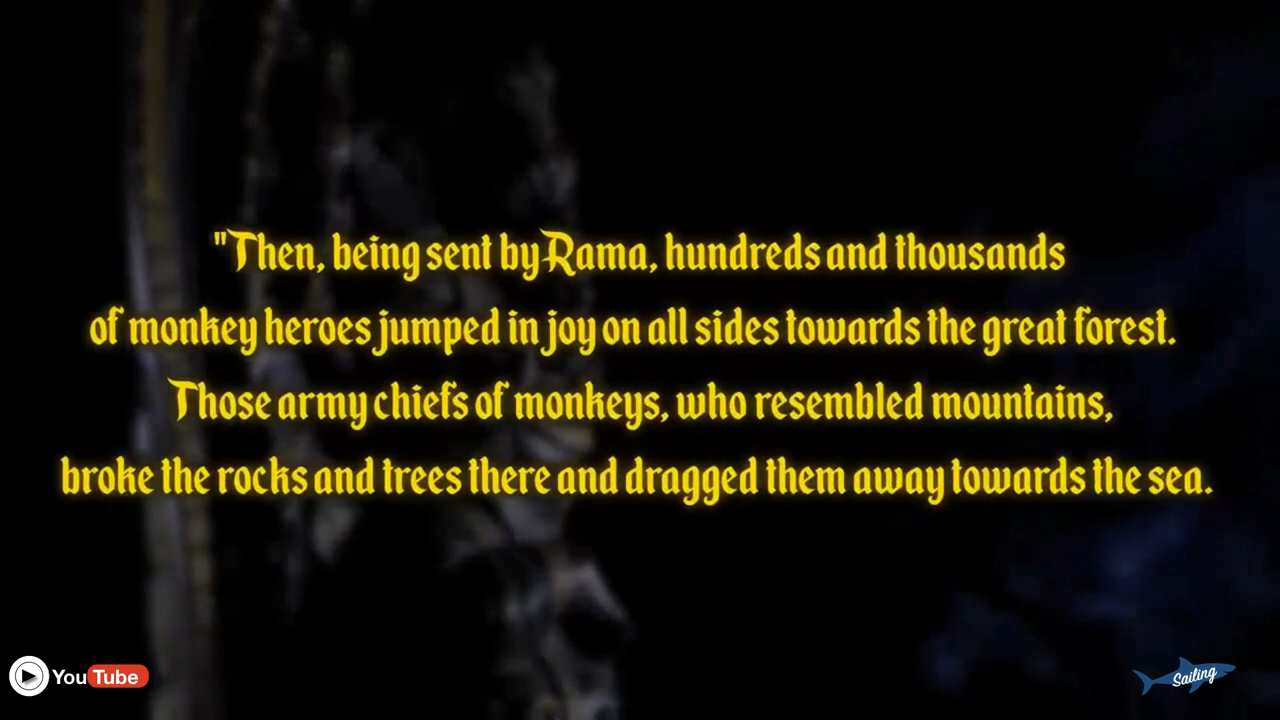 "Then, being sent by Rama, hundreds and thousands
of monkey heroes jumped in joy on all sides towards the great forest.
Those army chiefs of monkeys, who resembled mountains,
broke the rocks and trees there and dragged them away towards the sea.
YouTube
Sailing